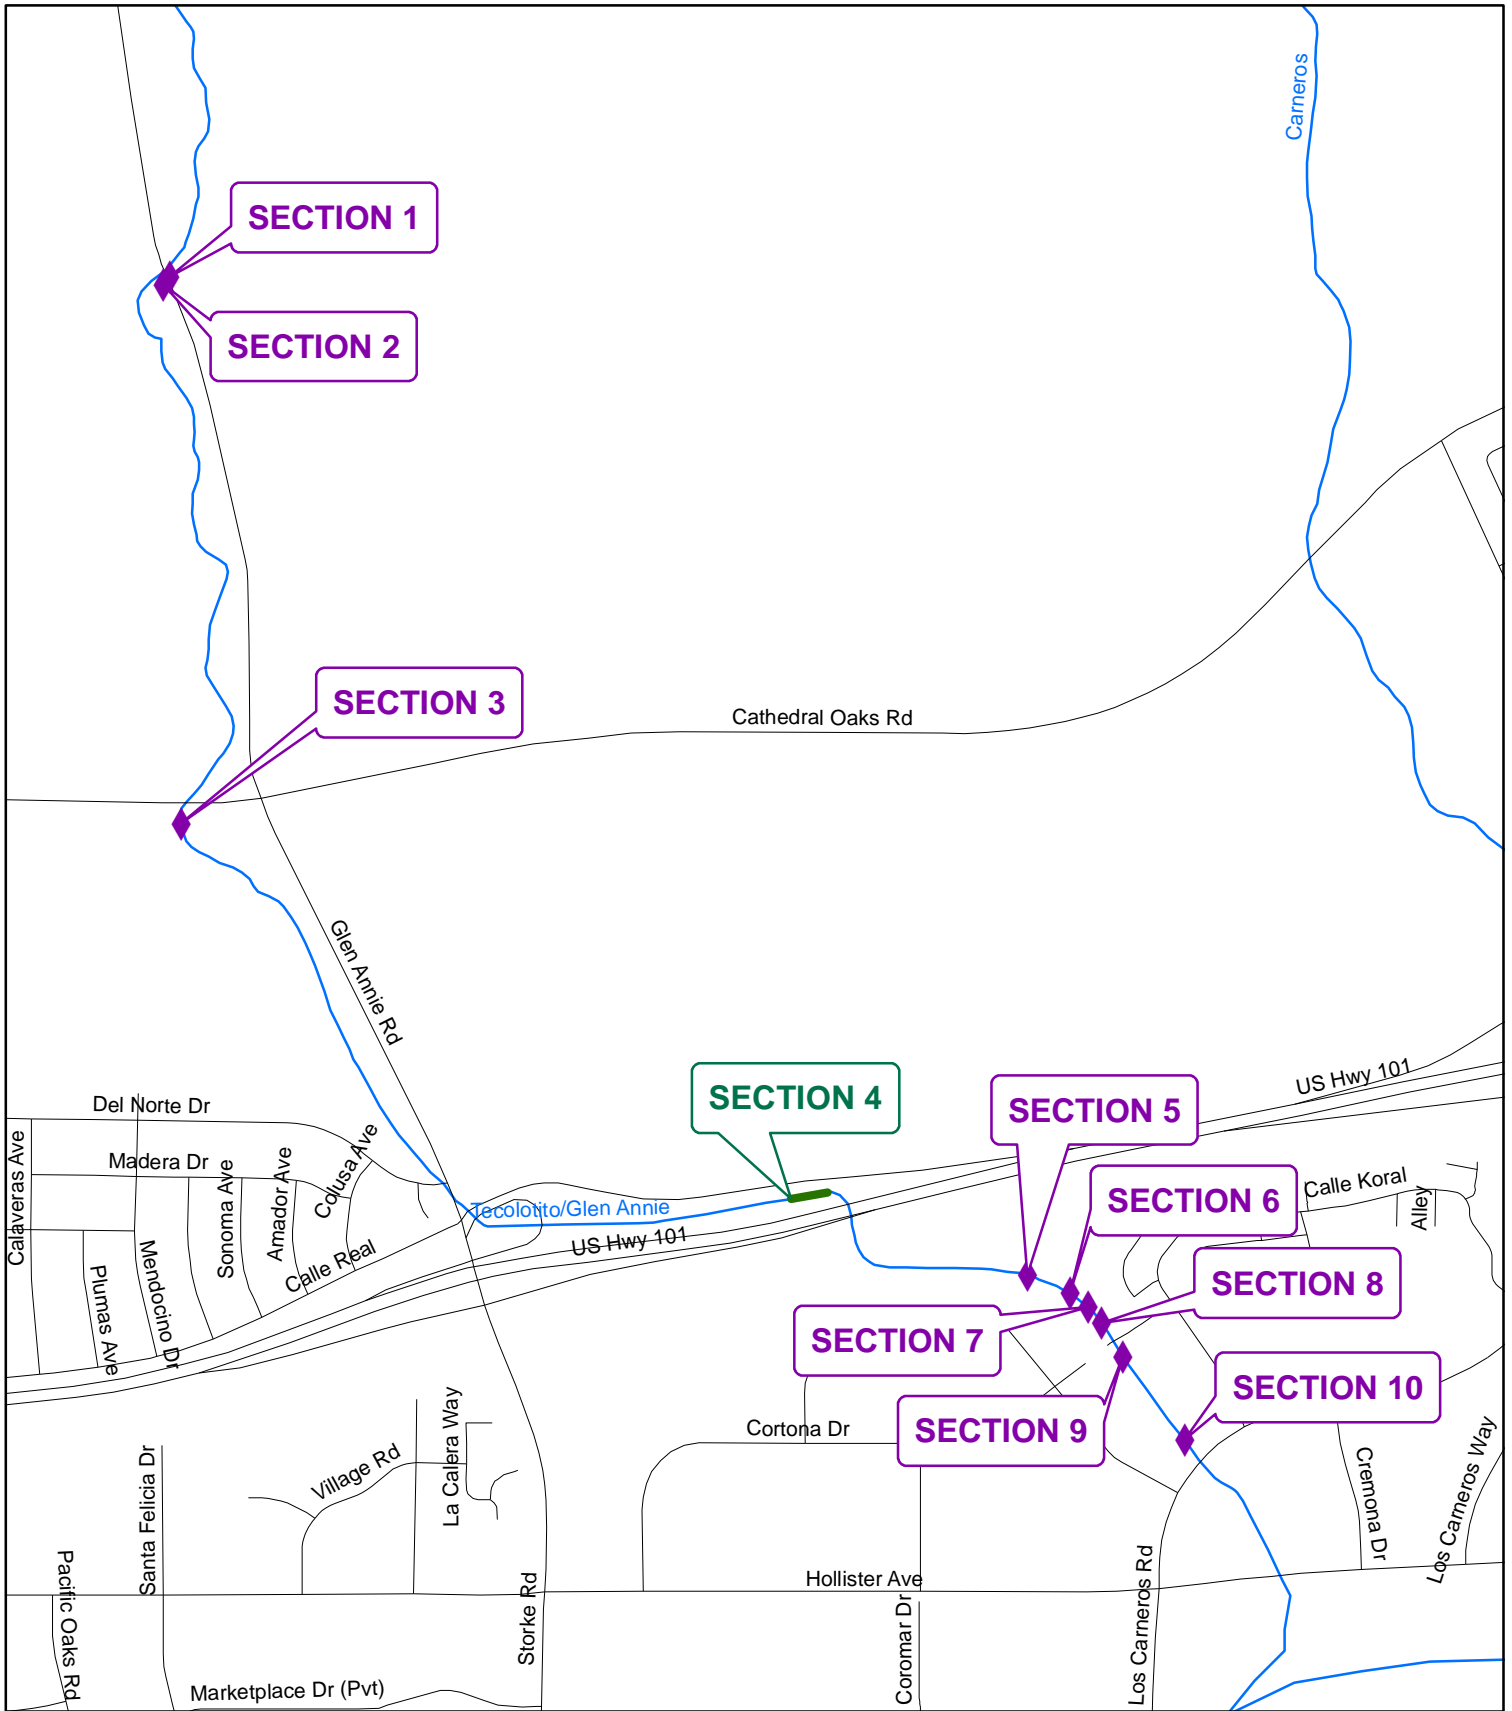 Carneros
SECTION 1
SECTION 2
SECTION 3
Cathedral Oaks Rd
Glen Annie Rd
US Hwy 101
SECTION 4
SECTION 5
Del Norte Dr
Madera Dr
Calaveras Ave
Colusa Ave
Sonoma Ave
Amador Ave
Tecolotito/Glen Annie
SECTION 6
Calle Koral
Alley
US Hwy 101
Calle Real
Mendocino Dr
Plumas Ave
SECTION 8
SECTION 7
SECTION 10
SECTION 9
Cortona Dr
La Calera Way
Village Rd
Santa Felicia Dr
Cremona Dr
Los Carneros Way
Pacific Oaks Rd
Hollister Ave
Storke Rd
Coromar Dr
Los Carneros Rd
Marketplace Dr (Pvt)